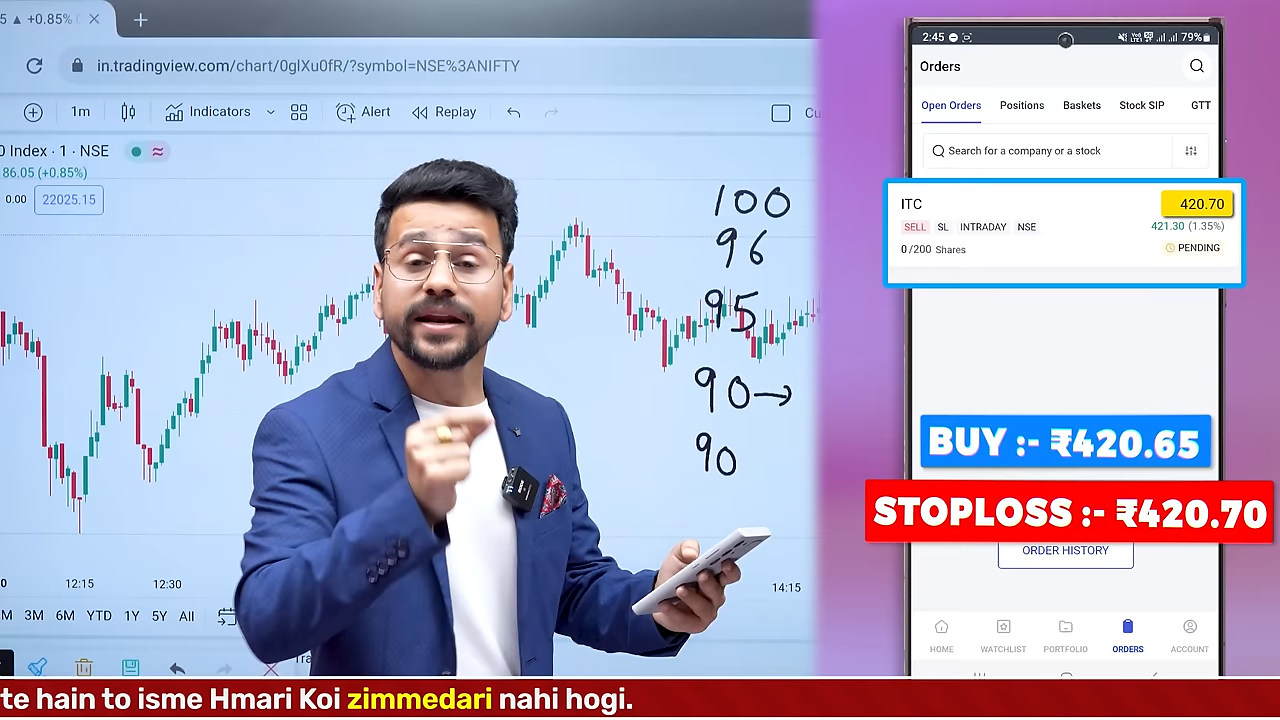 5 ▲ +0.85%
in.tradingview.com/chart/0glXu0fR/?symbol=NSE%3ANIFTY
1m Indicators Alert Replay Cu
0 Index · 1 · NSE
86.05 (+0.85%)
0.00 22025.15
100
96
95
90→
90
0 12:15 12:30 14:15
M 3M 6M YTD 1Y 5Y All
Tra
2:45 79%
Orders
Open Orders Positions Baskets Stock SIP GTT
Search for a company or a stock
ITC 420.70
SELL SL INTRADAY NSE 421.30 (1.35%)
0/200 Shares PENDING
BUY :- ₹420.65
STOPLOSS :- ₹420.70
ORDER HISTORY
HOME WATCHLIST PORTFOLIO ORDERS ACCOUNT
te hain to isme Hmari Koi zimmedari nahi hogi.